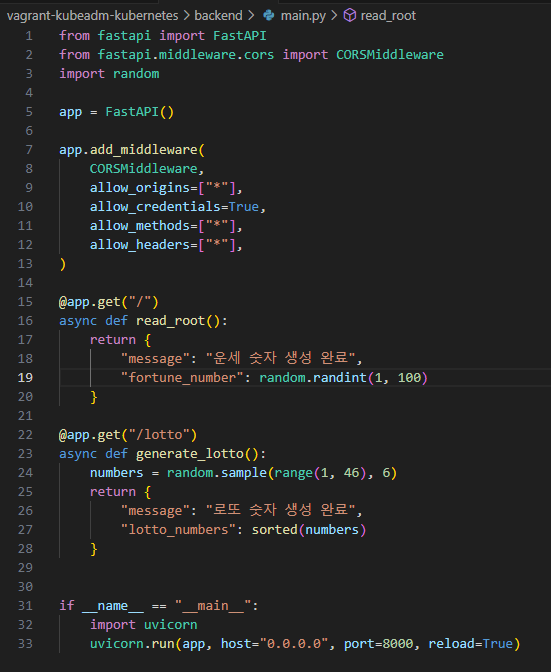 vagrant-kubeadm-kubernetes > backend > main.py > read_root
1 from fastapi import FastAPI
2 from fastapi.middleware.cors import CORSMiddleware
3 import random
4
5 app = FastAPI()
6
7 app.add_middleware(
8     CORSMiddleware,
9     allow_origins=["*"],
10     allow_credentials=True,
11     allow_methods=["*"],
12     allow_headers=["*"],
13 )
14
15 @app.get("/")
16 async def read_root():
17     return {
18         "message": "운세 숫자 생성 완료",
19         "fortune_number": random.randint(1, 100)
20     }
21
22 @app.get("/lotto")
23 async def generate_lotto():
24     numbers = random.sample(range(1, 46), 6)
25     return {
26         "message": "로또 숫자 생성 완료",
27         "lotto_numbers": sorted(numbers)
28     }
29
30
31 if __name__ == "__main__":
32     import uvicorn
33     uvicorn.run(app, host="0.0.0.0", port=8000, reload=True)